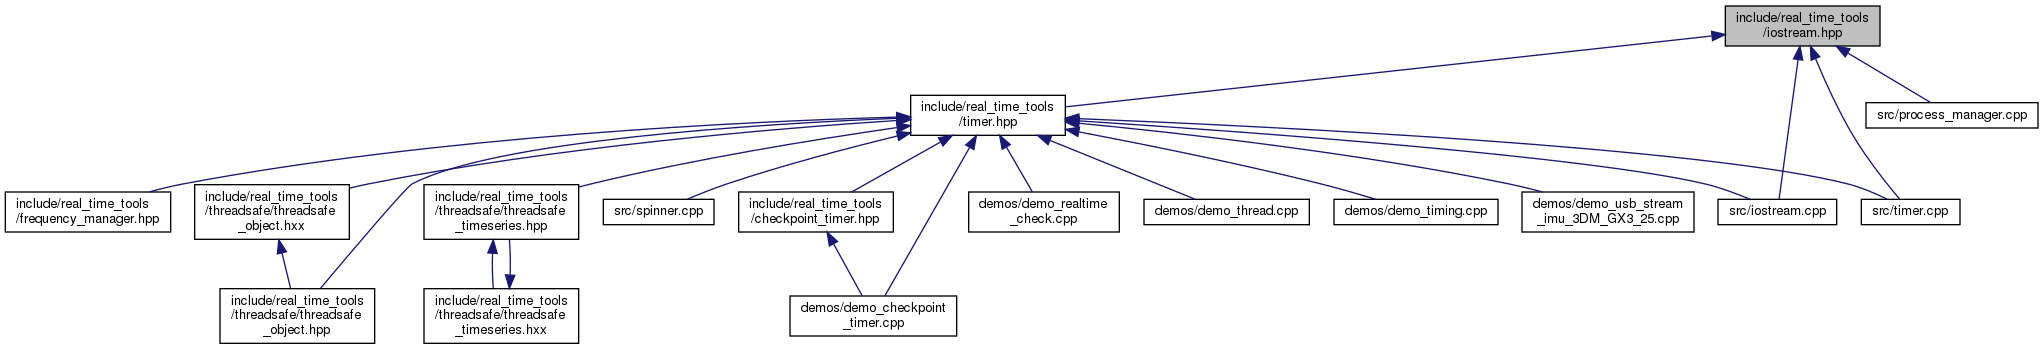 include/real_time_tools
/iostream.hpp
include/real_time_tools
/timer.hpp
src/process_manager.cpp
include/real_time_tools
/frequency_manager.hpp
include/real_time_tools
/threadsafe/threadsafe
_object.hxx
include/real_time_tools
/threadsafe/threadsafe
_timeseries.hpp
src/spinner.cpp
include/real_time_tools
/checkpoint_timer.hpp
demos/demo_realtime
_check.cpp
demos/demo_thread.cpp
demos/demo_timing.cpp
demos/demo_usb_stream
_imu_3DM_GX3_25.cpp
src/iostream.cpp
src/timer.cpp
include/real_time_tools
/threadsafe/threadsafe
_object.hpp
include/real_time_tools
/threadsafe/threadsafe
_timeseries.hxx
demos/demo_checkpoint
_timer.cpp